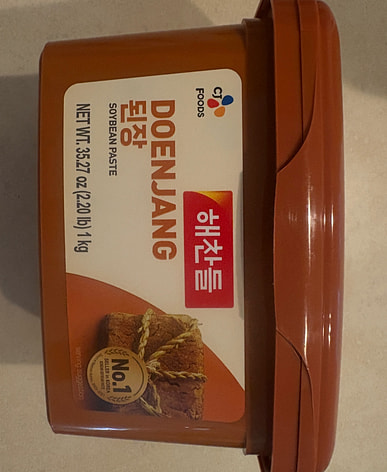 CJ
FOODS
해찬들
DOENJANG
된장
SOYBEAN PASTE
NET WT. 35.27 oz (2.20 lb) 1 kg
No.1